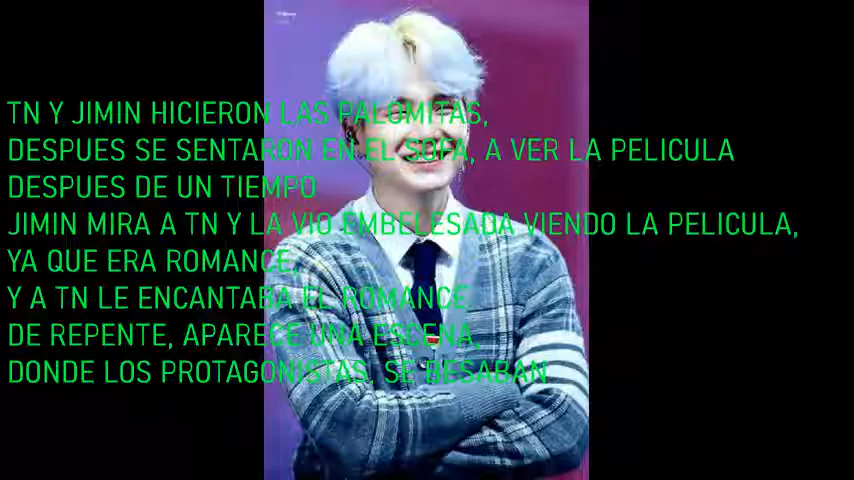 TN Y JIMIN HICIERON LAS PALOMITAS,
DESPUES SE SENTARON EN EL SOFA, A VER LA PELICULA
DESPUES DE UN TIEMPO
JIMIN MIRA A TN Y LA VIO EMBELESADA VIENDO LA PELICULA,
YA QUE ERA ROMANCE,
Y A TN LE ENCANTABA EL ROMANCE
DE REPENTE, APARECE UNA ESCENA,
DONDE LOS PROTAGONISTAS. SE BESABAN